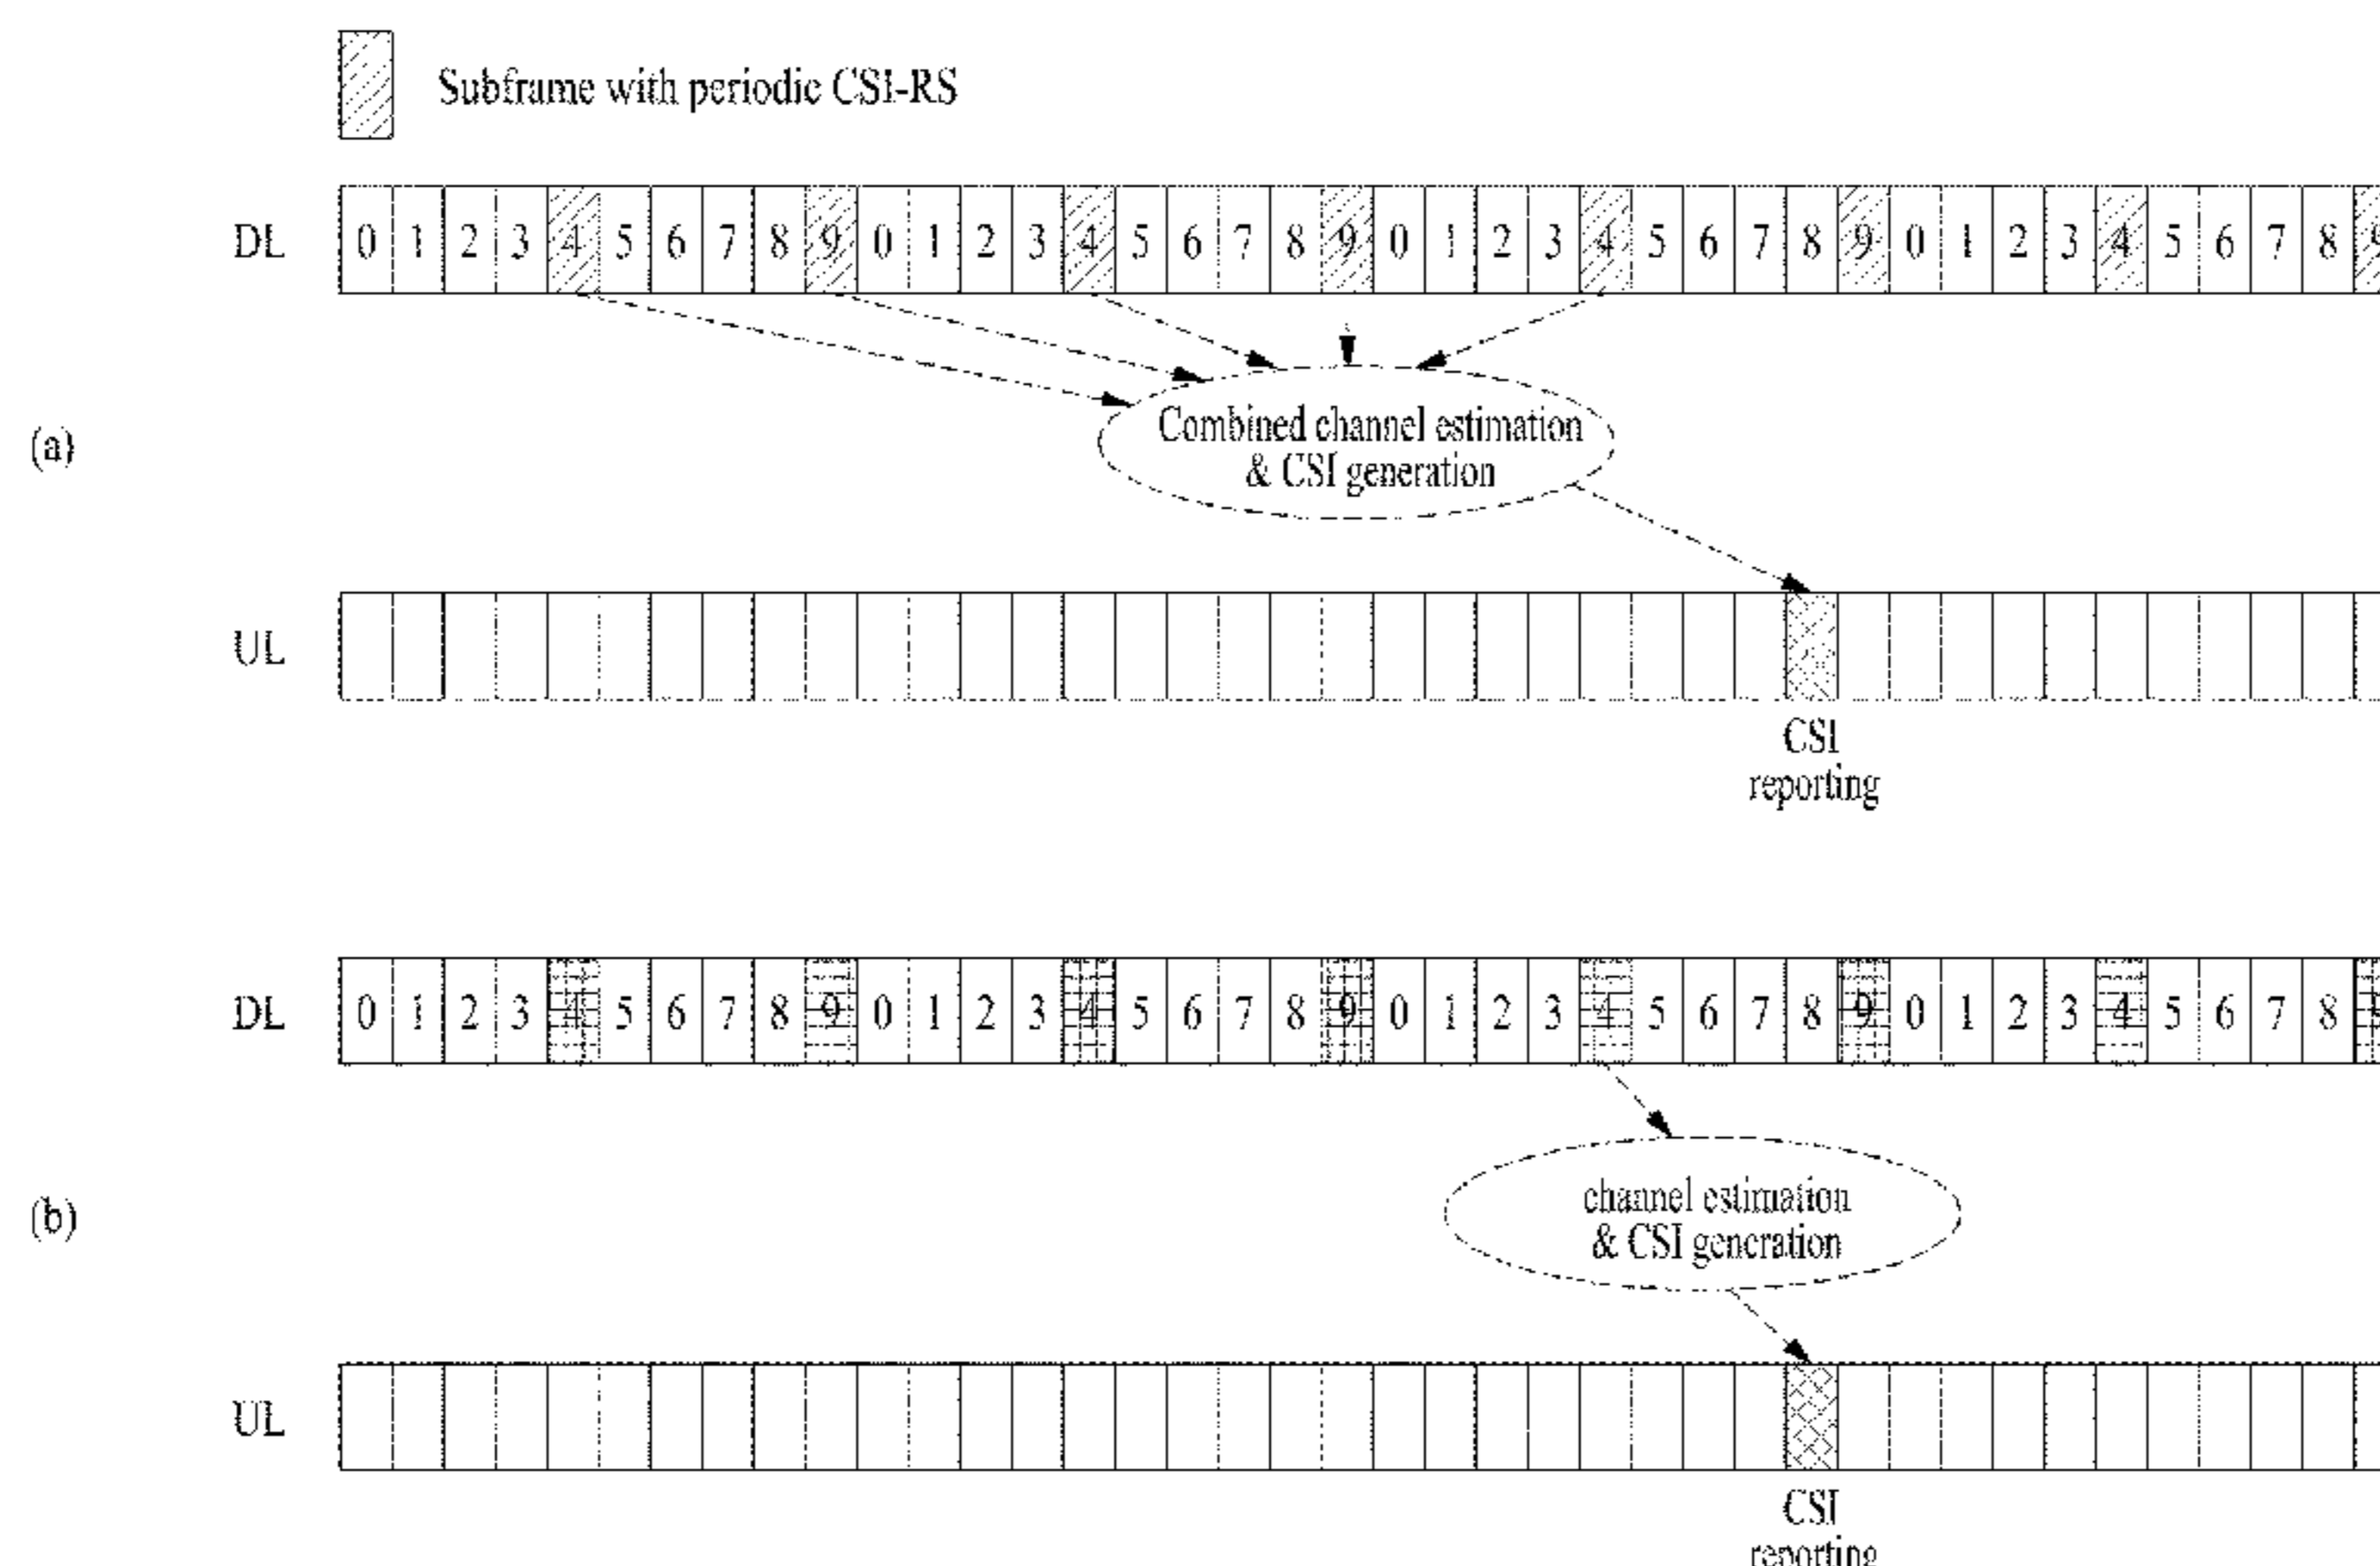 Subframe with periodic CSI-RS
DL 0 1 2 3 4 5 6 7 8 9 0 1 2 3 4 5 6 7 8 9 0 1 2 3 4 5 6 7 8 9 0 1 2 3 4 5 6 7 8
(a)
Combined channel estimation
& CSI generation
UL
CSI
reporting
DL 0 1 2 3 4 5 6 7 8 9 0 1 2 3 4 5 6 7 8 9 0 1 2 3 4 5 6 7 8 9 0 1 2 3 4 5 6 7 8
(b)
channel estimation
& CSI generation
UL
CSI
reporting